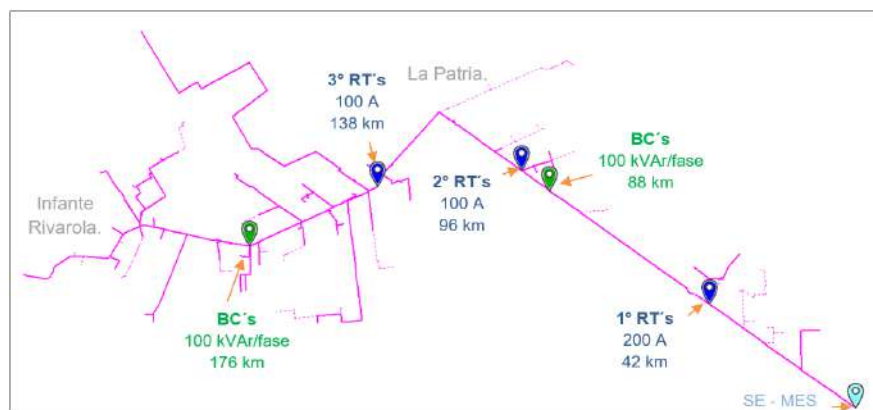 La Patria.
3° RT´s
100 A
138 km
BC´s
100 kVAr/fase
88 km
2° RT´s
100 A
96 km
Infante
Rivarola.
BC´s
100 kVAr/fase
176 km
1° RT´s
200 A
42 km
SE - MES